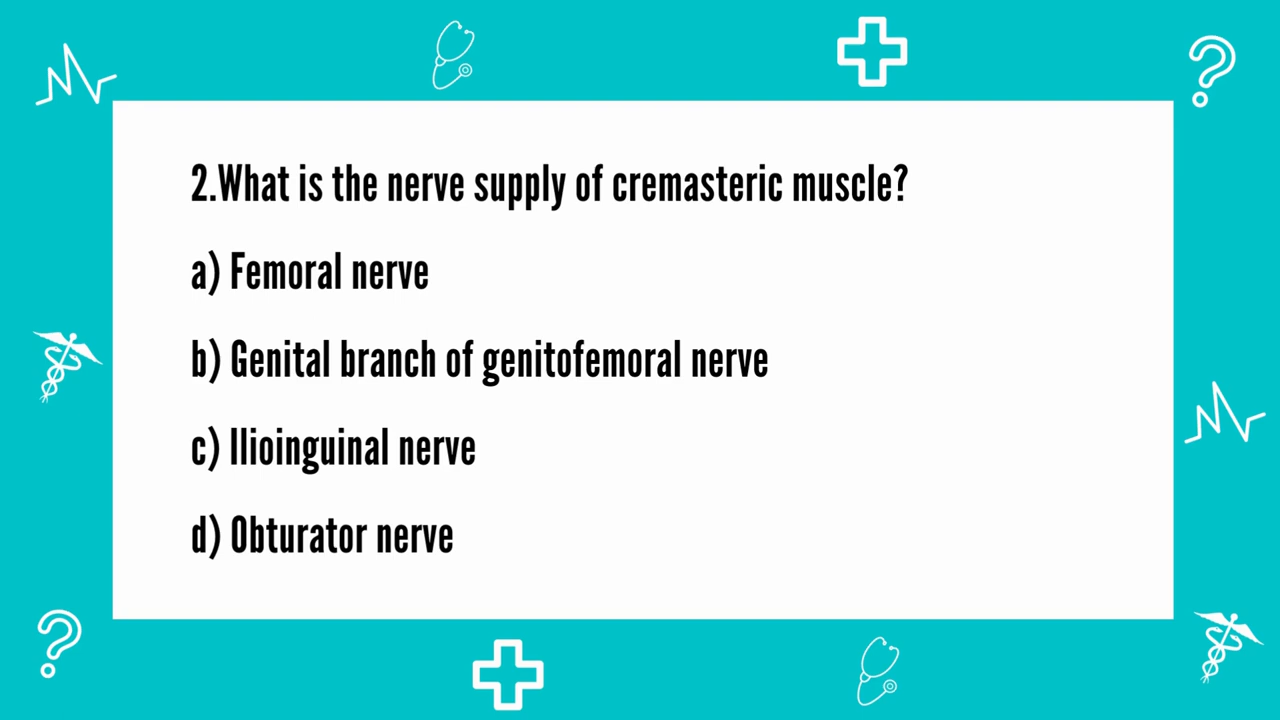 2.What is the nerve supply of cremasteric muscle?
a) Femoral nerve
b) Genital branch of genitofemoral nerve
c) Ilioinguinal nerve
d) Obturator nerve